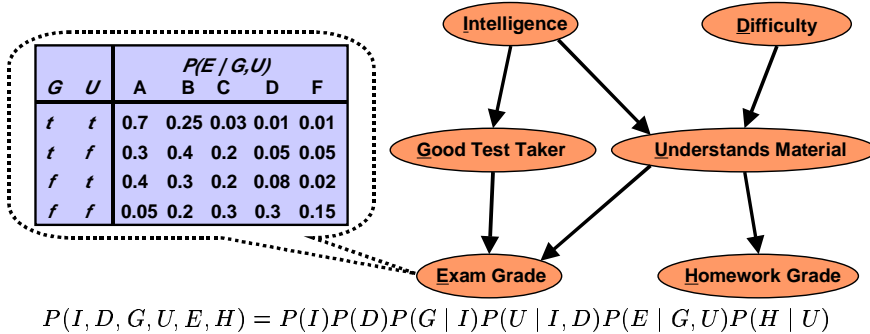 Intelligence
Difficulty
P(E / G,U)
G U A B C D F
t t 0.7 0.25 0.03 0.01 0.01
t f 0.3 0.4 0.2 0.05 0.05
f t 0.4 0.3 0.2 0.08 0.02
f f 0.05 0.2 0.3 0.3 0.15
Good Test Taker
Understands Material
Exam Grade
Homework Grade
P(I, D, G, U, E, H) = P(I)P(D)P(G | I)P(U | I, D)P(E | G, U)P(H | U)